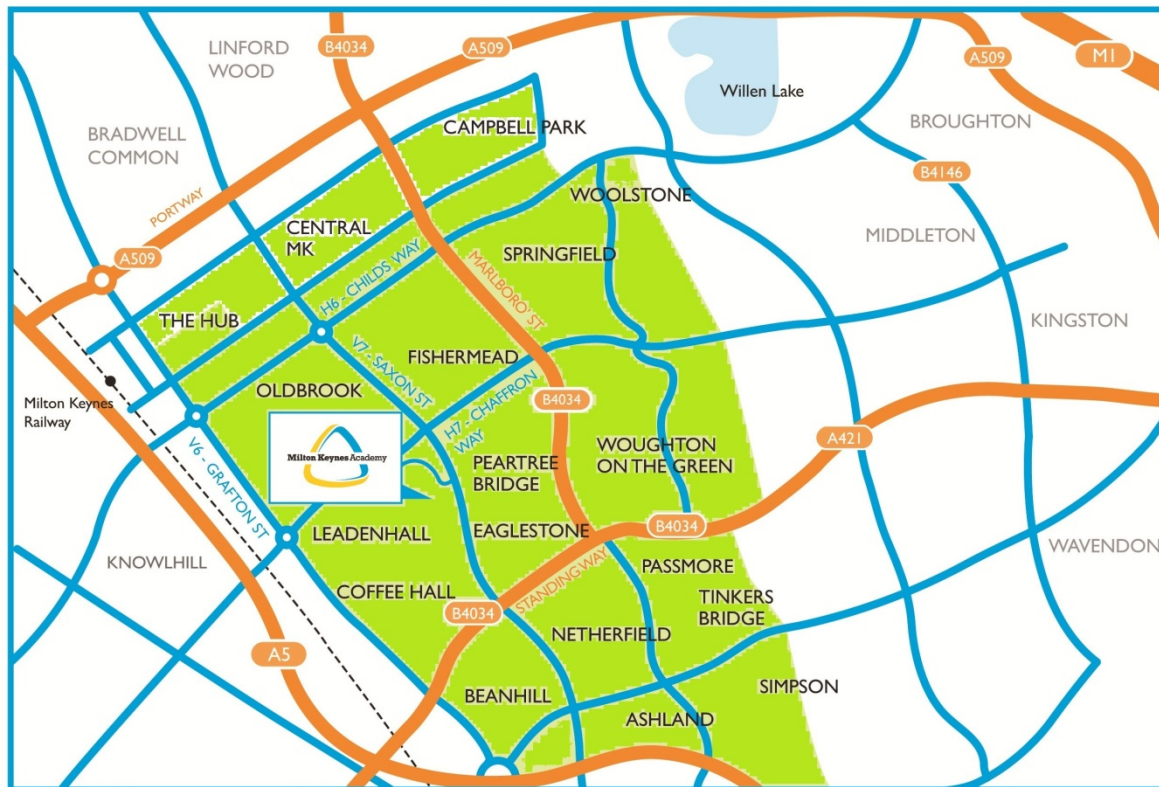 LINFORD
WOOD
B4034
A509
A509
M1
Willen Lake
CAMPBELL PARK
BROUGHTON
BRADWELL
COMMON
B4146
WOOLSTONE
PORTWAY
CENTRAL
MK
MIDDLETON
SPRINGFIELD
A509
H6 - CHILDS WAY
MARLBORO' ST
THE HUB
KINGSTON
FISHERMEAD
V7 - SAXON ST
OLDBROOK
Milton Keynes
Railway
B4034
H7 - CHAFFRON
WAY
A421
V6 - GRAFTON ST
Milton Keynes Academy
WOUGHTON
ON THE GREEN
PEARTREE
BRIDGE
B4034
LEADENHALL
EAGLESTONE
WAVENDON
KNOWLHILL
PASSMORE
COFFEE HALL
STANDING WAY
TINKERS
BRIDGE
B4034
NETHERFIELD
A5
SIMPSON
BEANHILL
ASHLAND